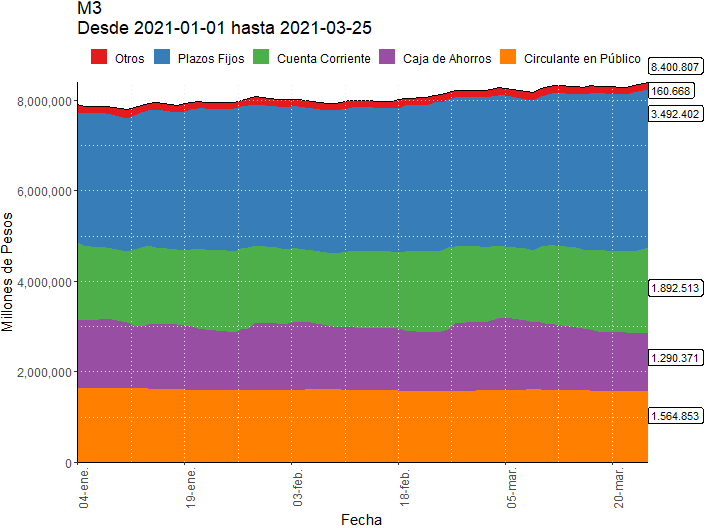 M3
Desde 2021-01-01 hasta 2021-03-25
Otros Plazos Fijos Cuenta Corriente Caja de Ahorros Circulante en Público
8.400.807
160.668
3.492.402
1.892.513
1.290.371
1.564.853
8,000,000
6,000,000
4,000,000
2,000,000
0
Millones de Pesos
04-ene.
19-ene.
03-feb.
18-feb.
05-mar.
20-mar.
Fecha